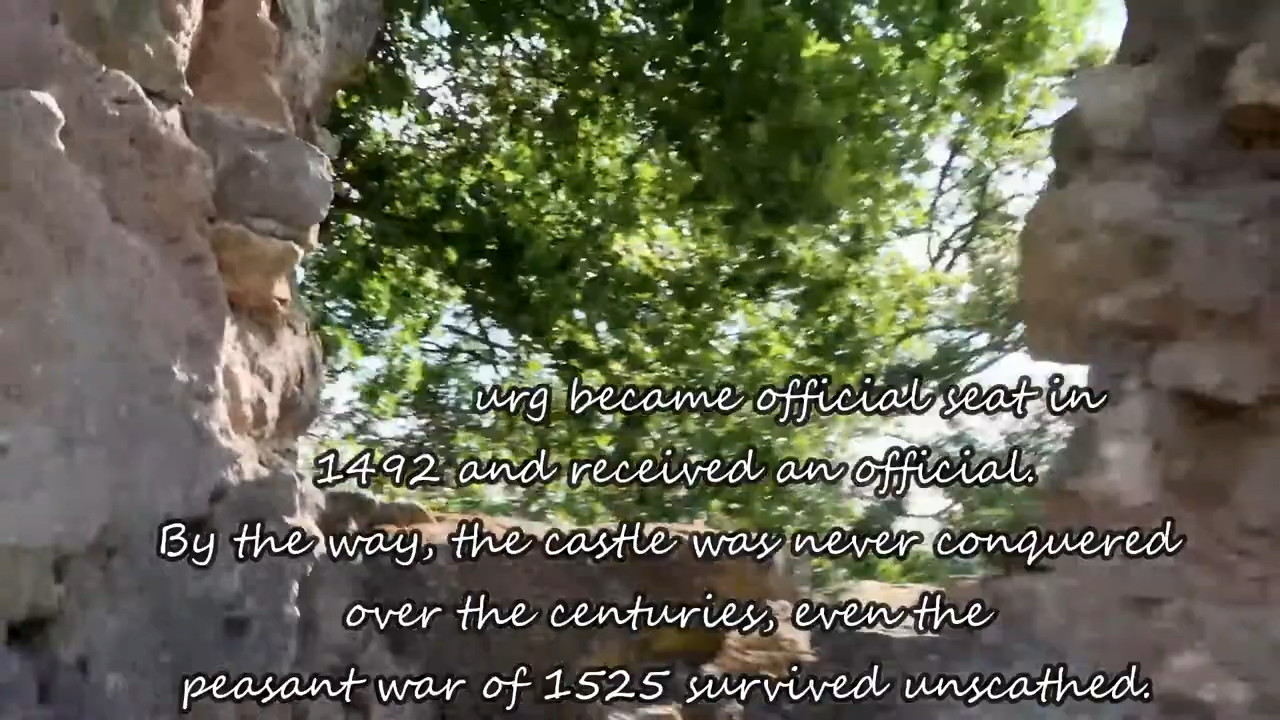 urg became official seat in
1492 and received an official.
By the way, the castle was never conquered
over the centuries, even the
peasant war of 1525 survived unscathed.